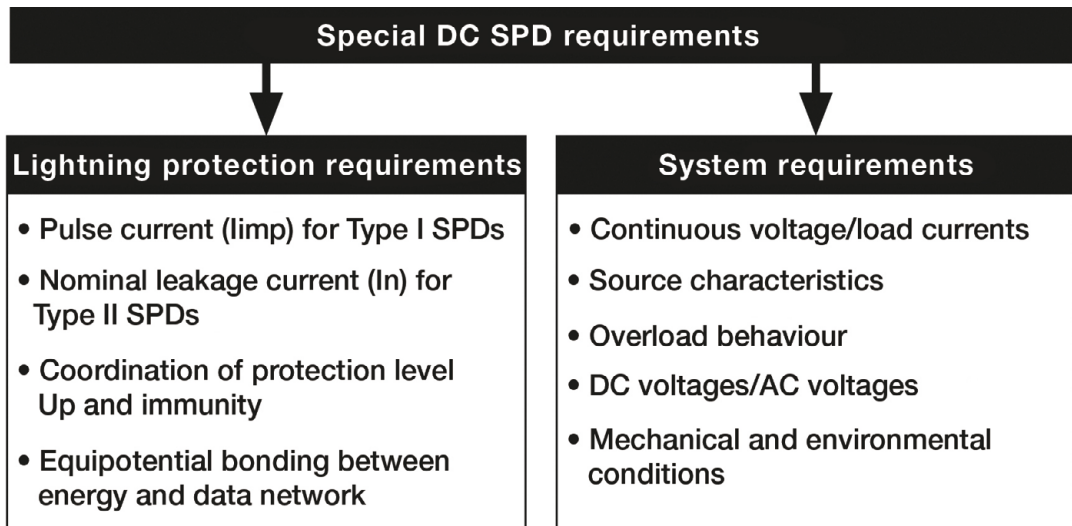 Special DC SPD requirements
Lightning protection requirements
• Pulse current (Iimp) for Type I SPDs
• Nominal leakage current (In) for
Type II SPDs
• Coordination of protection level
Up and immunity
• Equipotential bonding between
energy and data network
System requirements
• Continuous voltage/load currents
• Source characteristics
• Overload behaviour
• DC voltages/AC voltages
• Mechanical and environmental
conditions